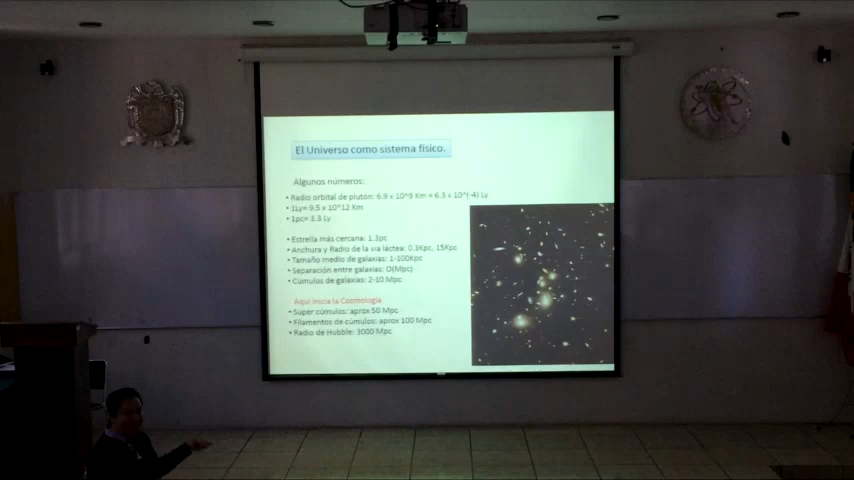 El Universo como sistema físico.
Algunos números:
• Radio orbital de plutón: 6.9 x 10^9 Km = 6.3 x 10^(-4) Ly
• 1Ly= 9.5 x 10^12 Km
• 1pc= 3.3 Ly
• Estrella más cercana: 1.3pc
• Anchura y Radio de la via láctea: 0.3Kpc, 15Kpc
• Tamaño medio de galaxias: 1-100Kpc
• Separación entre galaxias: O(Mpc)
• Cúmulos de galaxias: 2-10 Mpc
Aquí inicia la Cosmología
• Super cúmulos: aprox 50 Mpc
• Filamentos de cúmulos: aprox 100 Mpc
• Radio de Hubble: 3000 Mpc